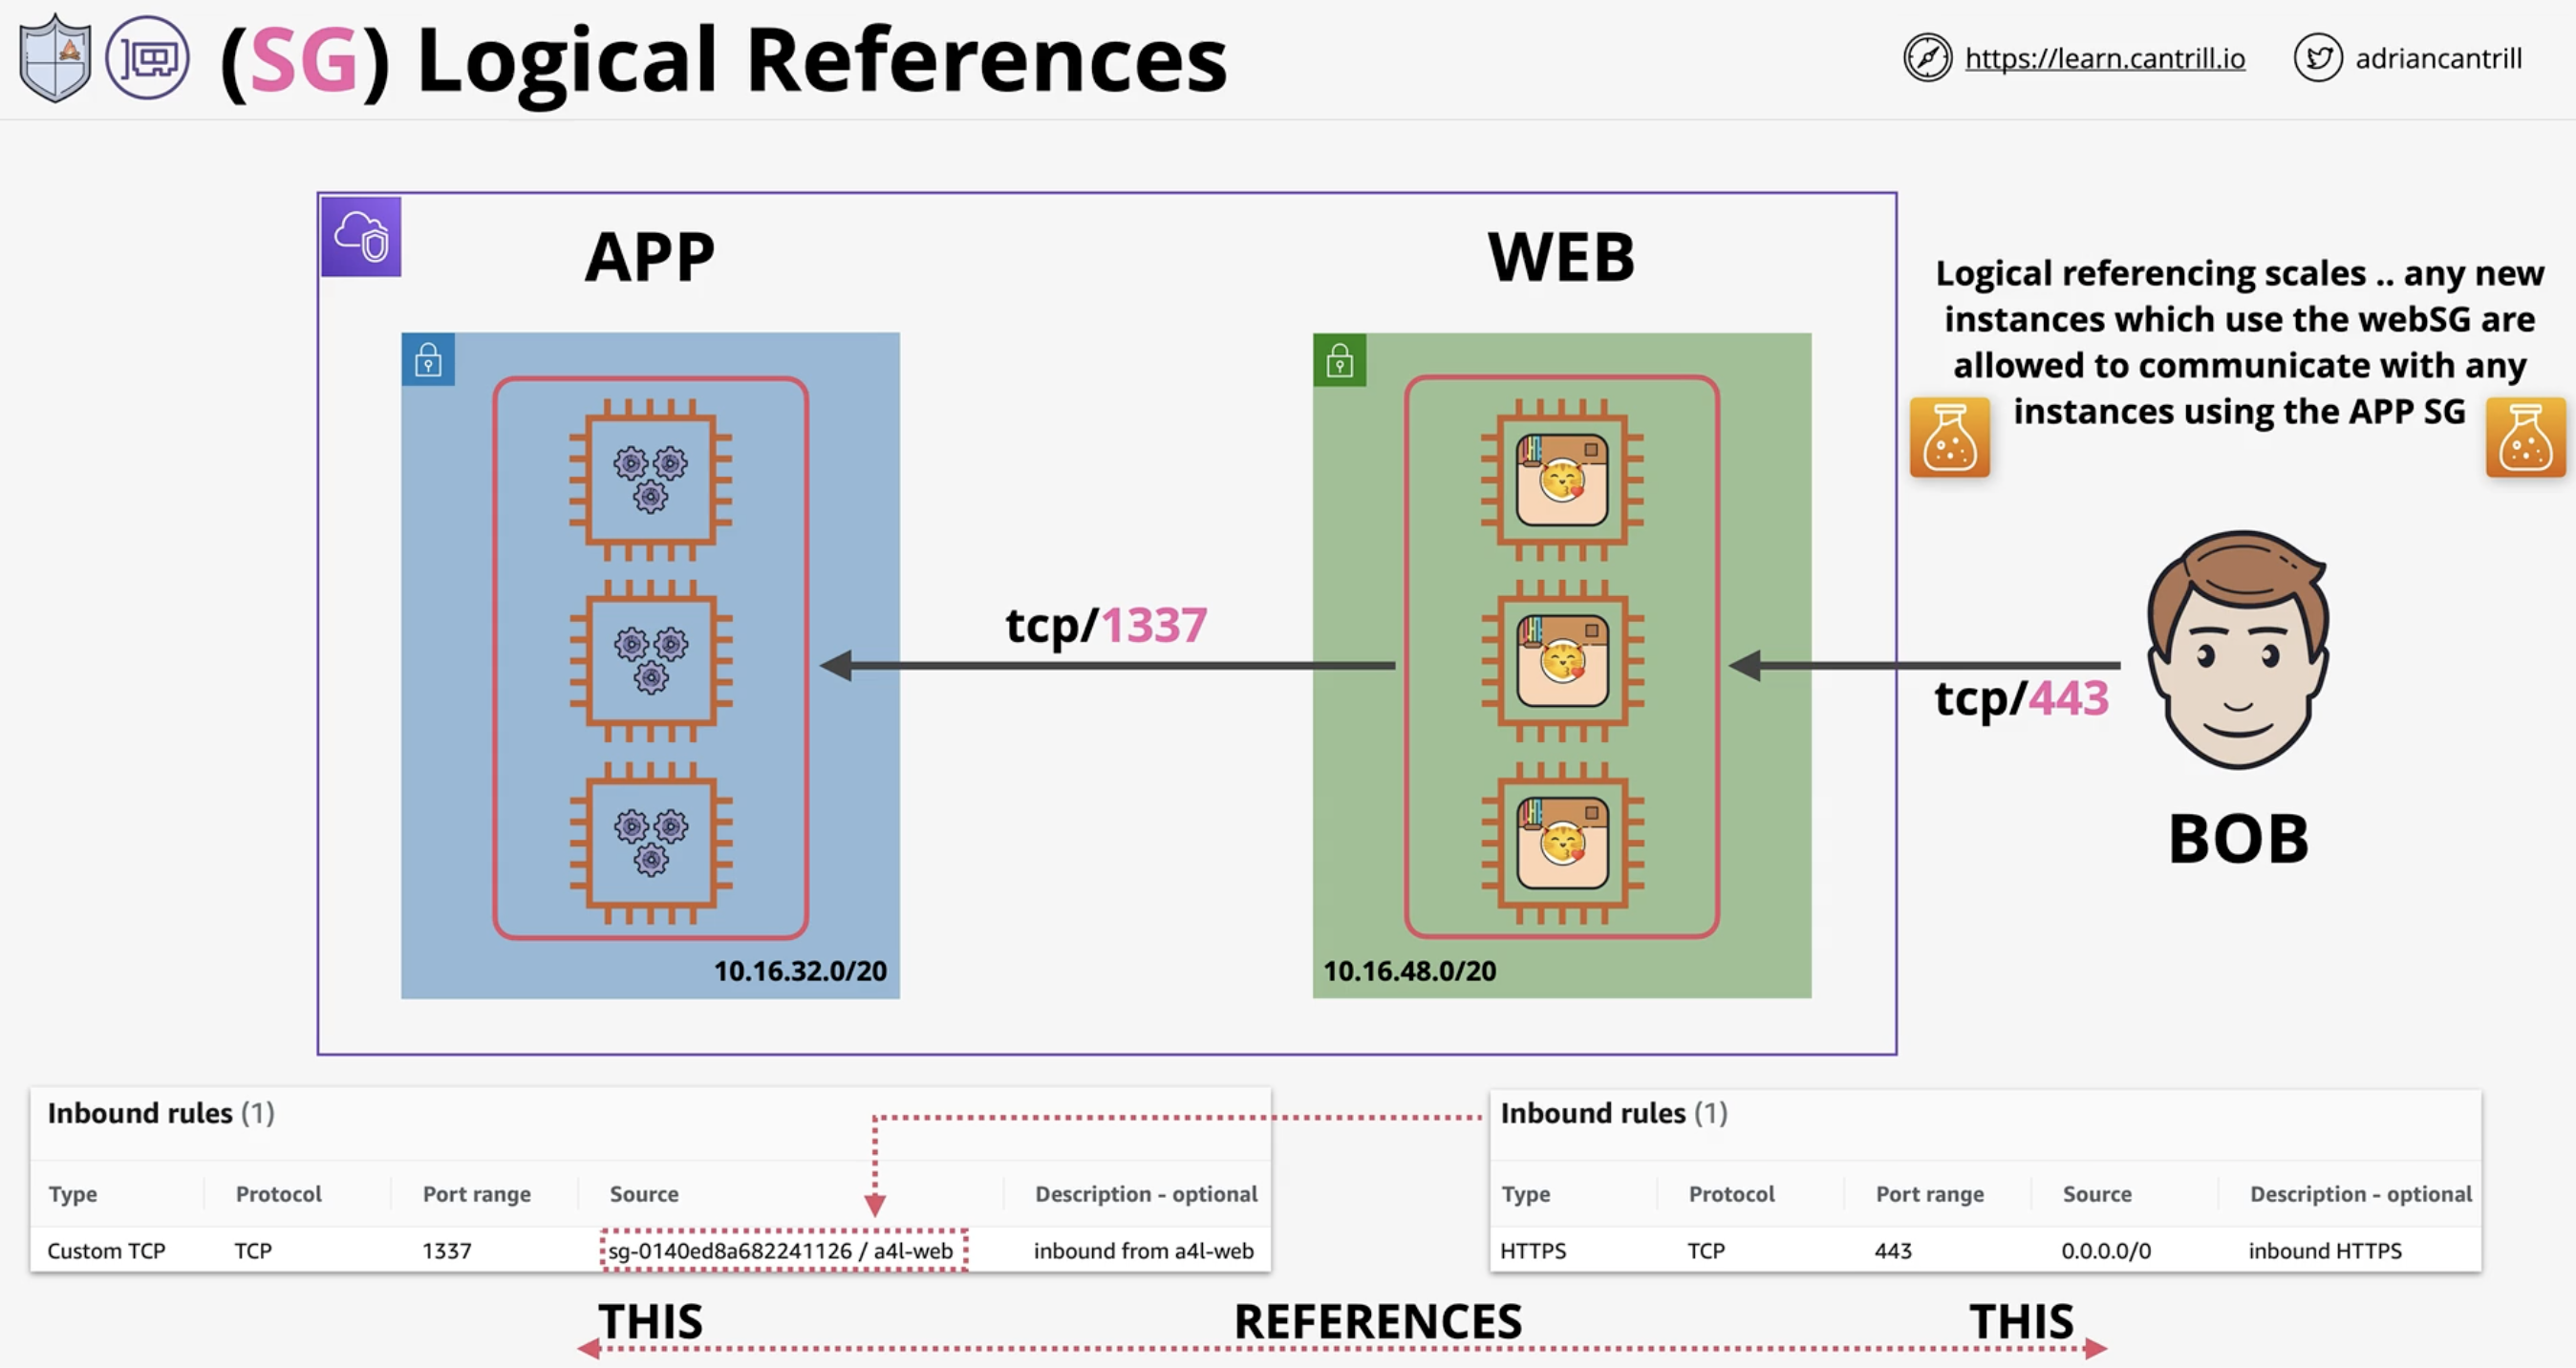 (SG) Logical References
https://learn.cantrill.io
adriancantrill
APP
WEB
Logical referencing scales .. any new
instances which use the webSG are
allowed to communicate with any
instances using the APP SG
tcp/1337
tcp/443
BOB
10.16.32.0/20
10.16.48.0/20
Inbound rules (1)
Type Protocol Port range Source Description - optional
Custom TCP TCP 1337 sg-0140ed8a682241126 / a4l-web inbound from a4l-web
Inbound rules (1)
Type Protocol Port range Source Description - optional
HTTPS TCP 443 0.0.0.0/0 inbound HTTPS
THIS REFERENCES THIS